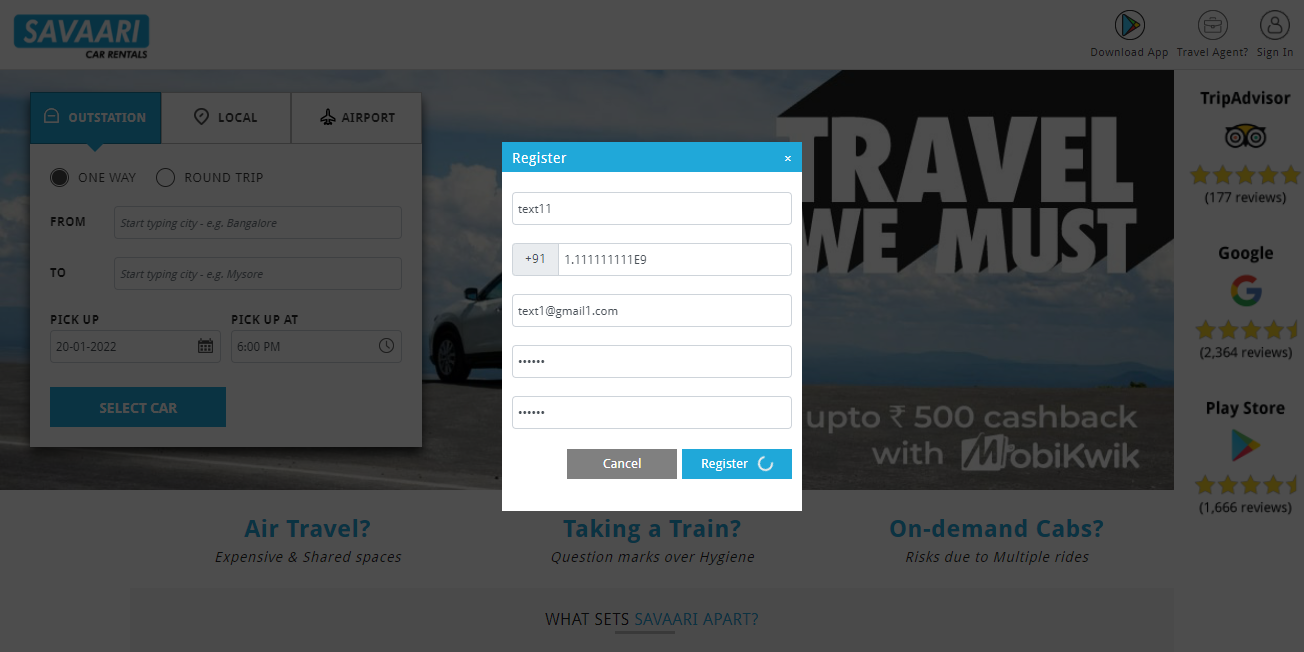 SAVAARI
CAR RENTALS
Download App
Travel Agent?
Sign In
OUTSTATION
LOCAL
AIRPORT
ONE WAY
ROUND TRIP
FROM
Start typing city - e.g. Bangalore
TO
Start typing city - e.g. Mysore
PICK UP
PICK UP AT
20-01-2022
6:00 PM
SELECT CAR
Register
×
text11
+91
1.111111111E9
text1@gmail1.com
••••••
••••••
Cancel
Register
TRAVEL
WE MUST
upto ₹ 500 cashback
with MobiKwik
TripAdvisor
(177 reviews)
Google
(2,364 reviews)
Play Store
(1,666 reviews)
Air Travel?
Expensive & Shared spaces
Taking a Train?
Question marks over Hygiene
On-demand Cabs?
Risks due to Multiple rides
WHAT SETS SAVAARI APART?